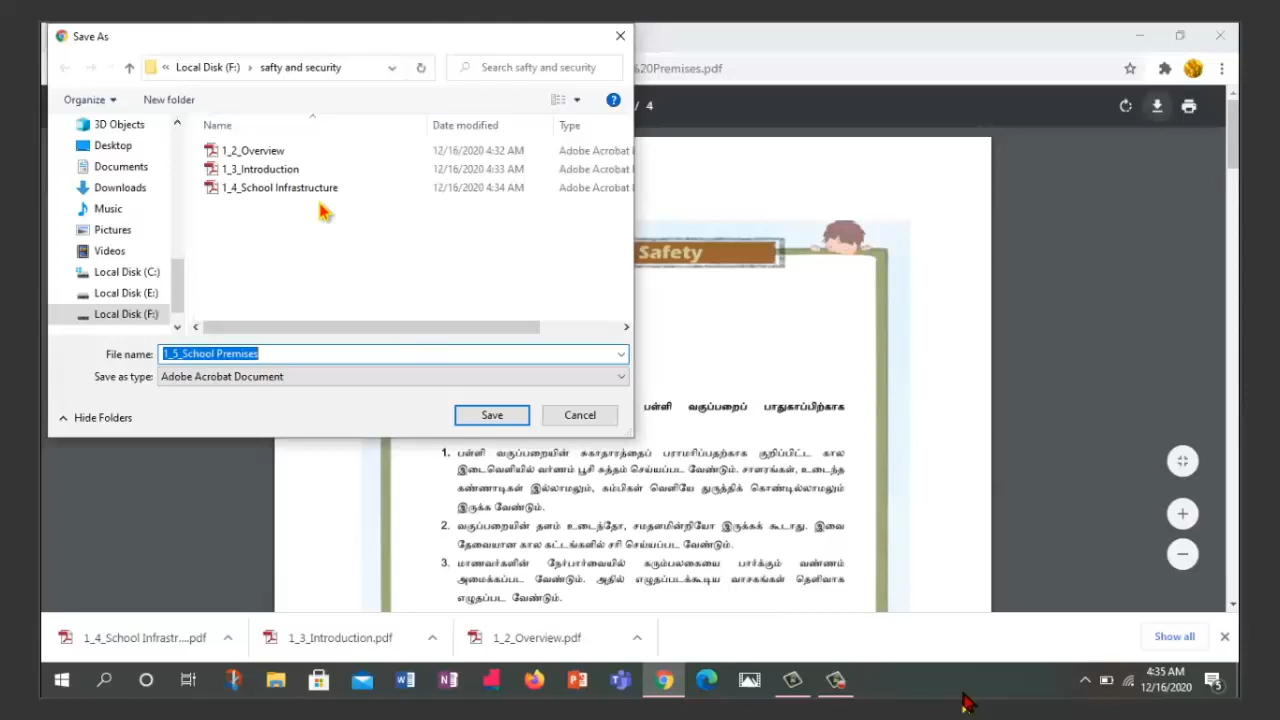 Save As
« Local Disk (F:) › safty and security
Search safty and security
%20Premises.pdf
Organize
New folder
/ 4
Name
Date modified
Type
3D Objects
Desktop
Documents
Downloads
Music
Pictures
Videos
Local Disk (C:)
Local Disk (E:)
Local Disk (F:)
1_2_Overview 12/16/2020 4:32 AM Adobe Acrobat
1_3_Introduction 12/16/2020 4:33 AM Adobe Acrobat
1_4_School Infrastructure 12/16/2020 4:34 AM Adobe Acrobat
Safety
File name: 1_5_School Premises
Save as type: Adobe Acrobat Document
Hide Folders
Save
Cancel
பள்ளி வகுப்பறைப் பாதுகாப்பிற்காக
1. பள்ளி வகுப்பறையின் சுகாதாரத்தைப் பராமரிப்பதற்காக குறிப்பிட்ட கால
இடைவெளியில் வர்ணம் பூசி சுத்தம் செய்யப்பட வேண்டும். சாளரங்கள், உடைந்த
கண்ணாடிகள் இல்லாமலும், கம்பிகள் வெளியே துருத்திக் கொண்டில்லாமலும்
இருக்க வேண்டும்.
2. வகுப்பறையின் தளம் உடைந்தோ, சமதளமின்றியோ இருக்கக் கூடாது. இவை
தேவையான கால கட்டங்களில் சரி செய்யப்பட வேண்டும்.
3. மாணவர்களின் நேர்பார்வையில் கரும்பலகையை பார்க்கும் வண்ணம்
அமைக்கப்பட வேண்டும். அதில் எழுதப்படக்கூடிய வாசகங்கள் தெளிவாக
எழுதப்பட வேண்டும்.
1_4_School Infrastr....pdf
1_3_Introduction.pdf
1_2_Overview.pdf
Show all
4:35 AM
12/16/2020
5